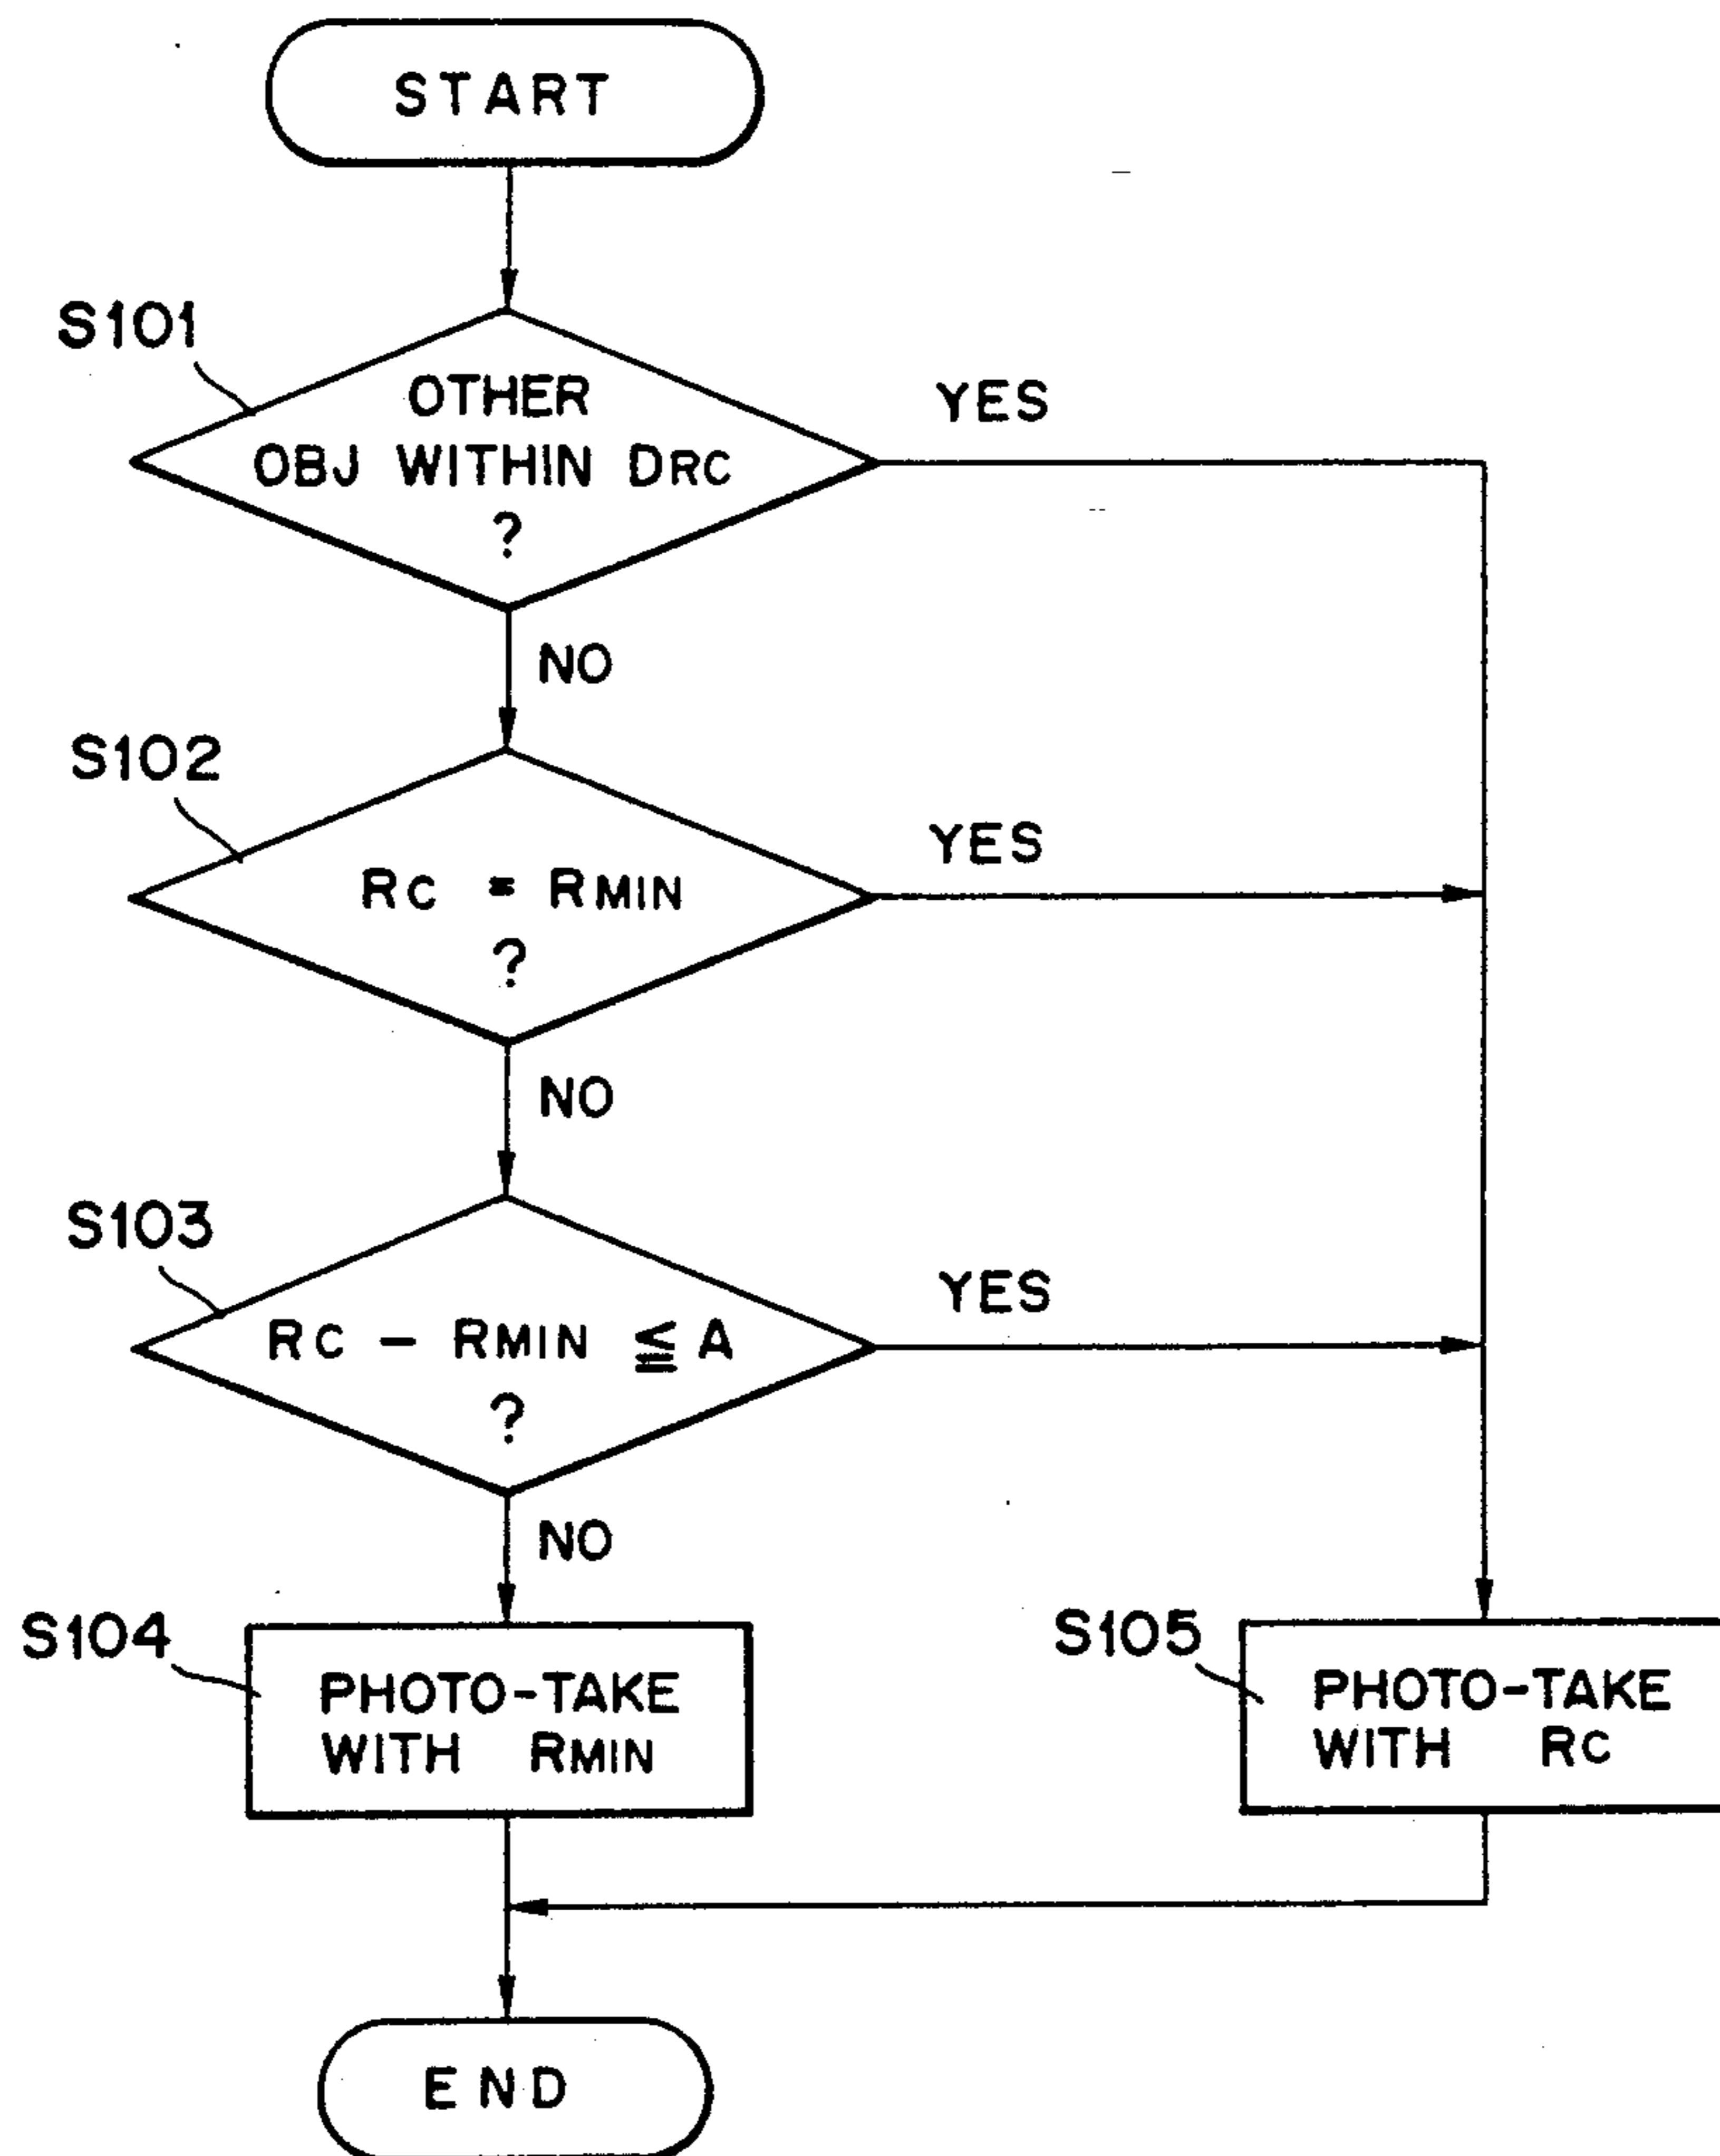 START
S101
OTHER
OBJ WITHIN DRC
?
YES
NO
S102
RC = RMIN
?
YES
NO
S103
RC - RMIN ≦ A
?
YES
NO
S104
PHOTO-TAKE
WITH RMIN
S105
PHOTO-TAKE
WITH RC
END